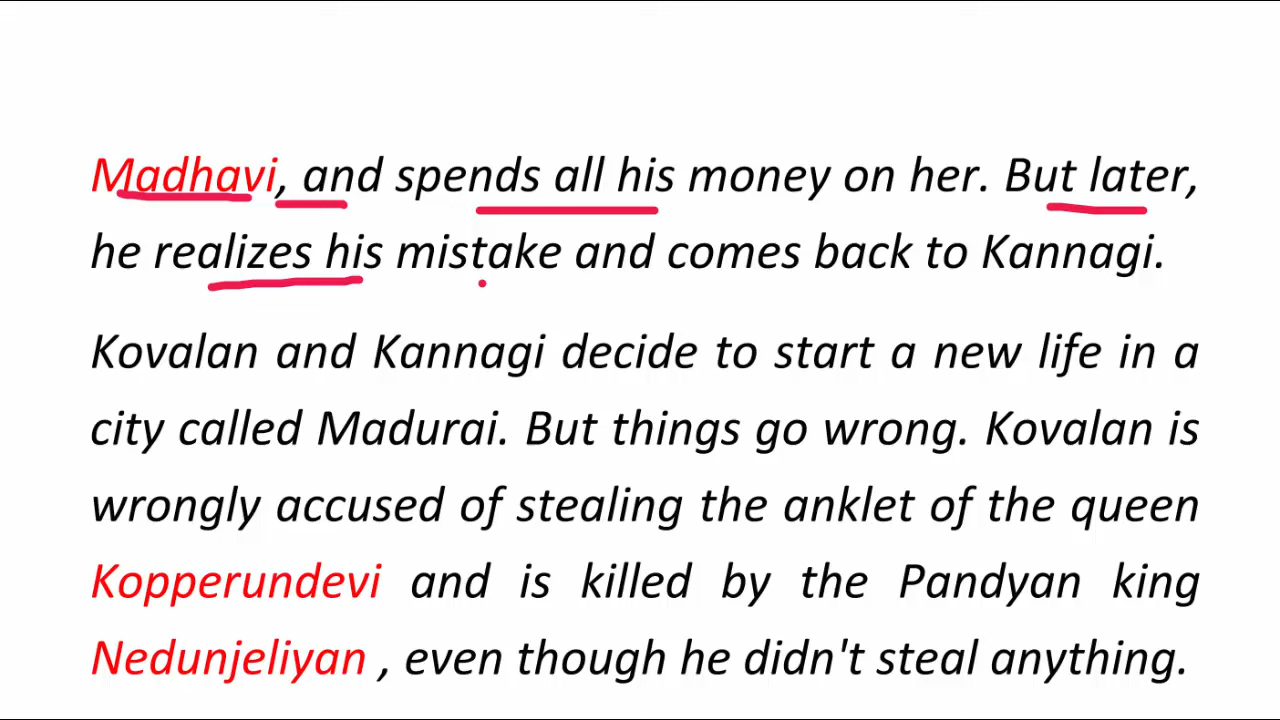 Madhavi, and spends all his money on her. But later,
he realizes his mistake and comes back to Kannagi.
Kovalan and Kannagi decide to start a new life in a
city called Madurai. But things go wrong. Kovalan is
wrongly accused of stealing the anklet of the queen
Kopperundevi and is killed by the Pandyan king
Nedunjeliyan , even though he didn't steal anything.